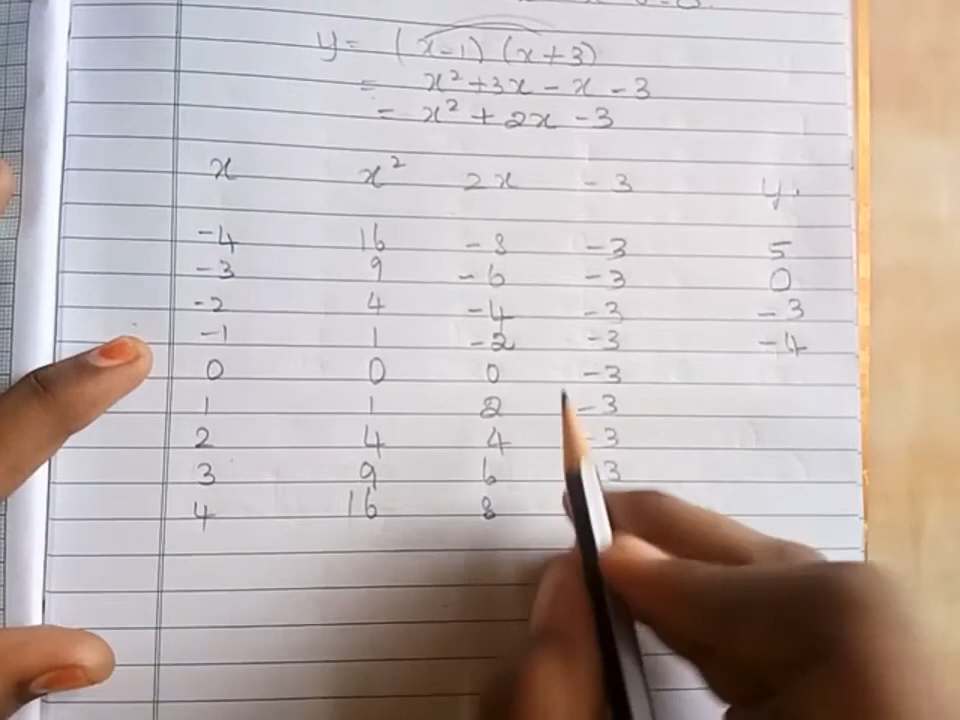 y = (x-1) (x+3)
= x² + 3x - x - 3
= x² + 2x - 3
x x² 2x -3 y
-4 16 -8 -3 5
-3 9 -6 -3 0
-2 4 -4 -3 -3
-1 1 -2 -3 -4
0 0 0 -3
1 1 2 -3
2 4 4 -3
3 9 6 3
4 16 8